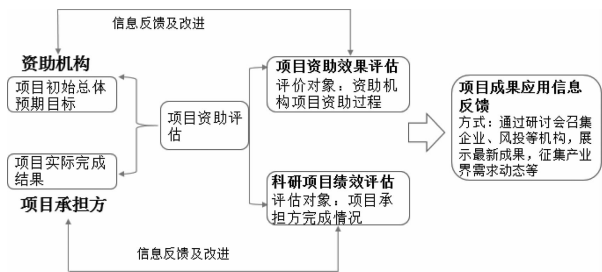 信息反馈及改进
资助机构
项目初始总体
预期目标
项目实际完成
结果
项目承担方
项目资助评
估
项目资助效果评估
评价对象：资助机
构项目资助过程
科研项目绩效评估
评估对象：项目承
担方完成情况
信息反馈及改进
项目成果应用信息
反馈
方式：通过研讨会召集
企业、风投等机构，展
示最新成果，征集产业
界需求动态等